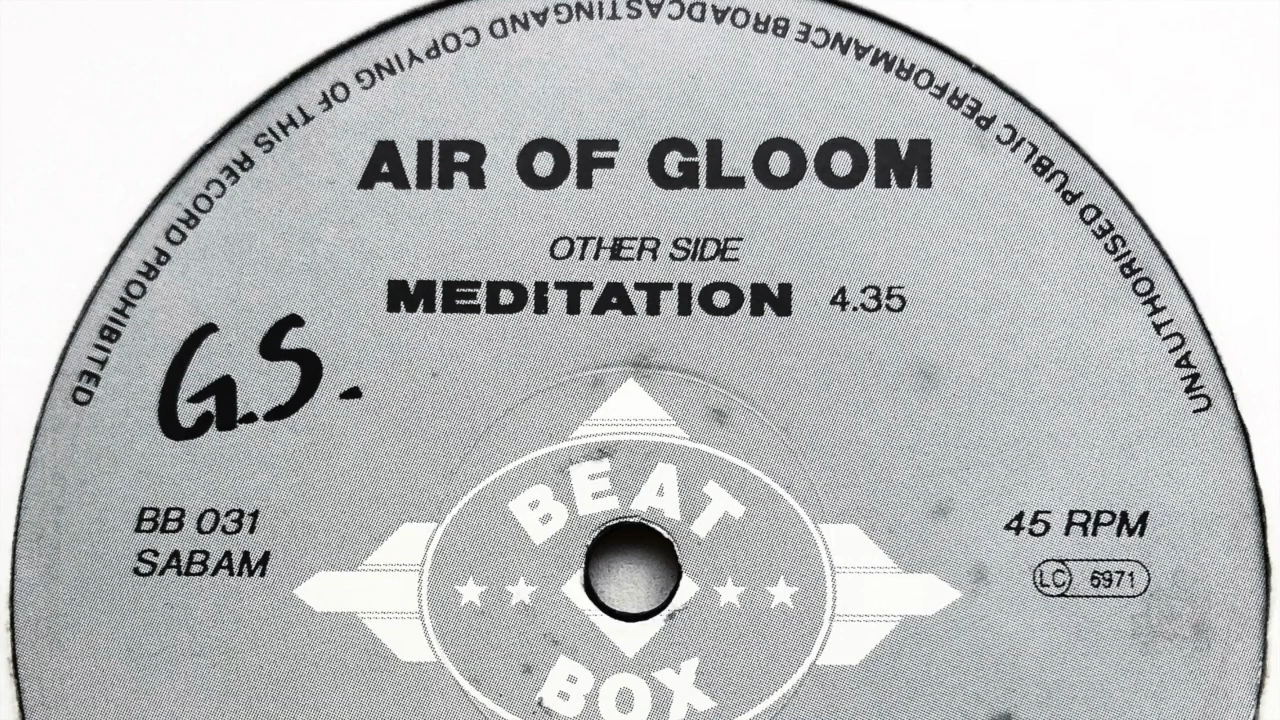 UNAUTHORISED PUBLIC PERFORMANCE BROADCASTINGAND COPYING OF THIS RECORD PROHIBITED
AIR OF GLOOM
OTHER SIDE
MEDITATION 4.35
G.S.
BB 031
SABAM
45 RPM
LC 6971
BEAT
BOX